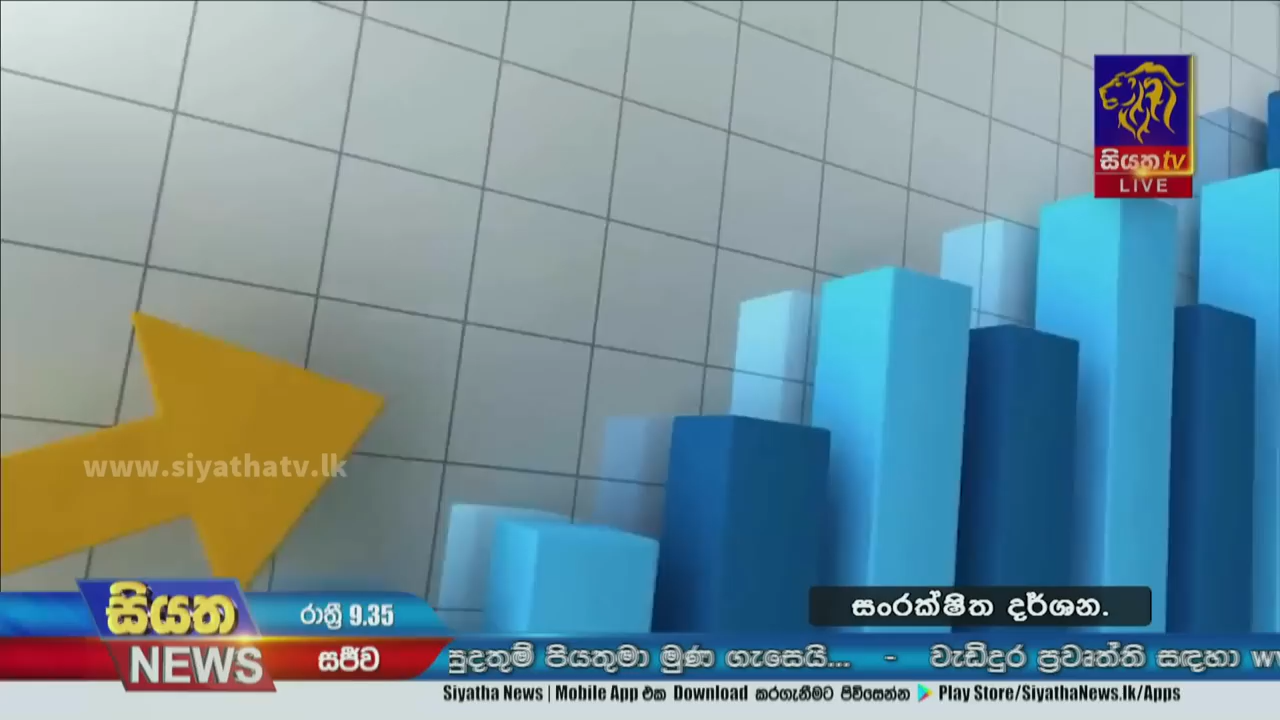 සියත tv
LIVE
www.siyathatv.lk
සංරක්ෂිත දර්ශන.
සියත
NEWS
රාත්‍රී 9.35
සජීව
සුදතුම් පියතුමා මුණ ගැසෙයි... - වැඩිදුර ප්‍රවෘත්ති සඳහා
Siyatha News | Mobile App එක Download කරගැනීමට පිවිසෙන්න Play Store/SiyathaNews.lk/Apps